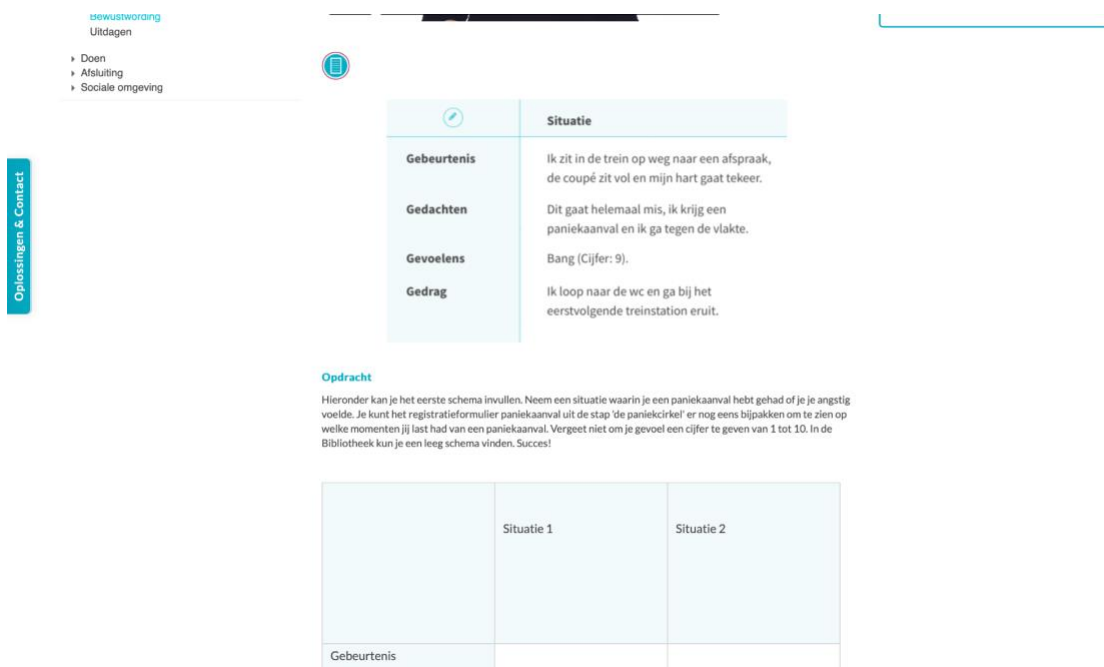 Bewustwording
Uitdagen
Doen
Afsluiting
Sociale omgeving
Oplossingen & Contact
Situatie
Gebeurtenis
Ik zit in de trein op weg naar een afspraak,
de coupé zit vol en mijn hart gaat tekeer.
Gedachten
Dit gaat helemaal mis, ik krijg een
paniekaanval en ik ga tegen de vlakte.
Gevoelens
Bang (Cijfer: 9).
Gedrag
Ik loop naar de wc en ga bij het
eerstvolgende treinstation eruit.
Opdracht
Hieronder kan je het eerste schema invullen. Neem een situatie waarin je een paniekaanval hebt gehad of je je angstig
voelde. Je kunt het registratieformulier paniekaanval uit de stap 'de paniekcirkel' er nog eens bijpakken om te zien op
welke momenten jij last had van een paniekaanval. Vergeet niet om je gevoel een cijfer te geven van 1 tot 10. In de
Bibliotheek kun je een leeg schema vinden. Succes!
Situatie 1
Situatie 2
Gebeurtenis